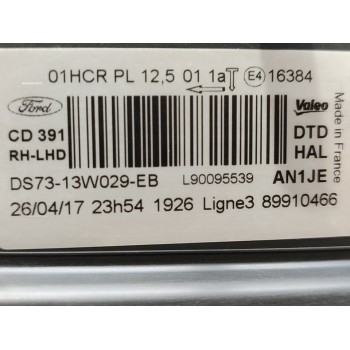 01HCR PL 12,5 01 1a E4 16384
Ford
Valeo
CD 391
DTD
RH-LHD
HAL
Made in France
DS73-13W029-EB L90095539 AN1JE
26/04/17 23h54 1926 Ligne3 89910466